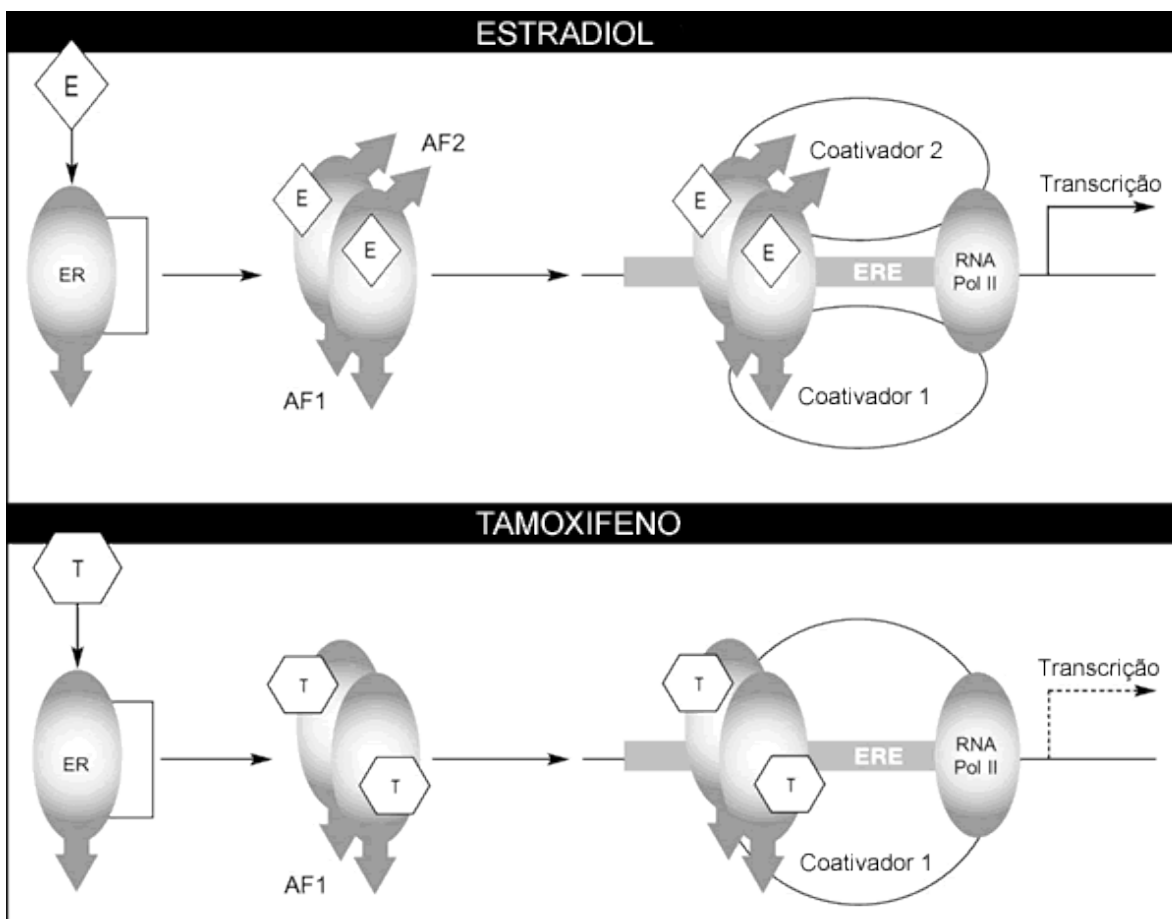 ESTRADIOL
E
ER
AF2
E
E
AF1
Coativador 2
E
E
ERE
RNA
Pol II
Transcrição
Coativador 1
TAMOXIFENO
T
ER
T
T
AF1
T
T
ERE
RNA
Pol II
Transcrição
Coativador 1